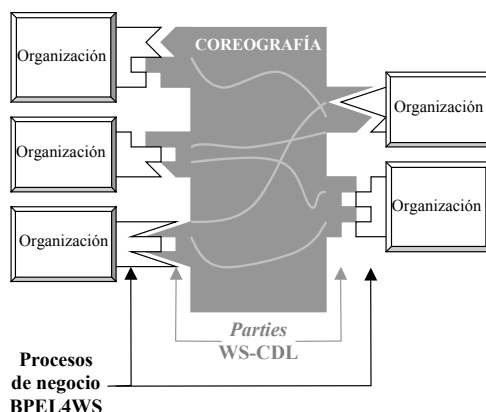 Organización
COREOGRAFÍA
Organización
Organización
Organización
Organización
Parties
WS-CDL
Procesos
de negocio
BPEL4WS